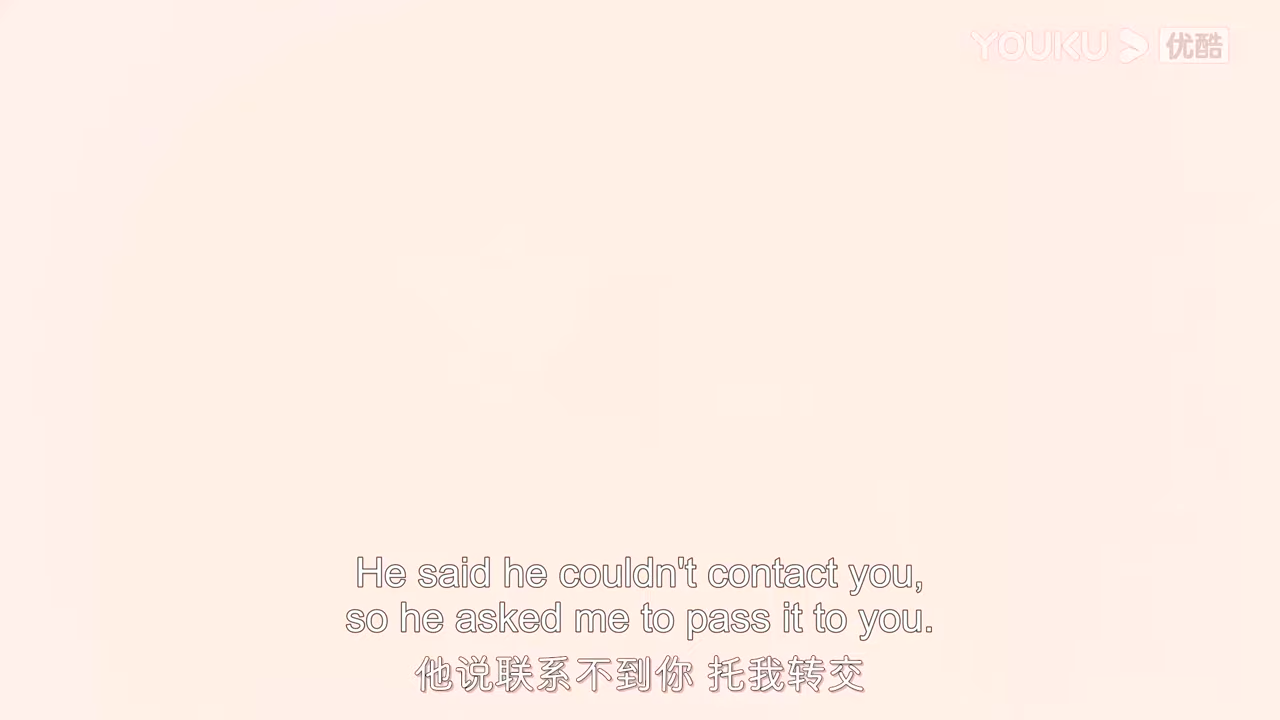 YOUKU 优酷
He said he couldn't contact you,
so he asked me to pass it to you.
他说联系不到你 托我转交